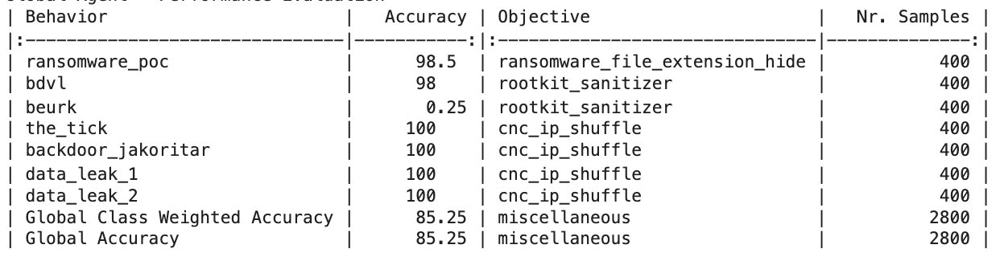 Global Agent - Performance Evaluation
| Behavior                      |   Accuracy | Objective                      |   Nr. Samples |
|:------------------------------|-----------:|:-------------------------------|--------------:|
| ransomware_poc                |      98.5  | ransomware_file_extension_hide |           400 |
| bdvl                          |      98    | rootkit_sanitizer              |           400 |
| beurk                         |       0.25 | rootkit_sanitizer              |           400 |
| the_tick                      |     100    | cnc_ip_shuffle                 |           400 |
| backdoor_jakoritar            |     100    | cnc_ip_shuffle                 |           400 |
| data_leak_1                   |     100    | cnc_ip_shuffle                 |           400 |
| data_leak_2                   |     100    | cnc_ip_shuffle                 |           400 |
| Global Class Weighted Accuracy |      85.25 | miscellaneous                  |          2800 |
| Global Accuracy               |      85.25 | miscellaneous                  |          2800 |